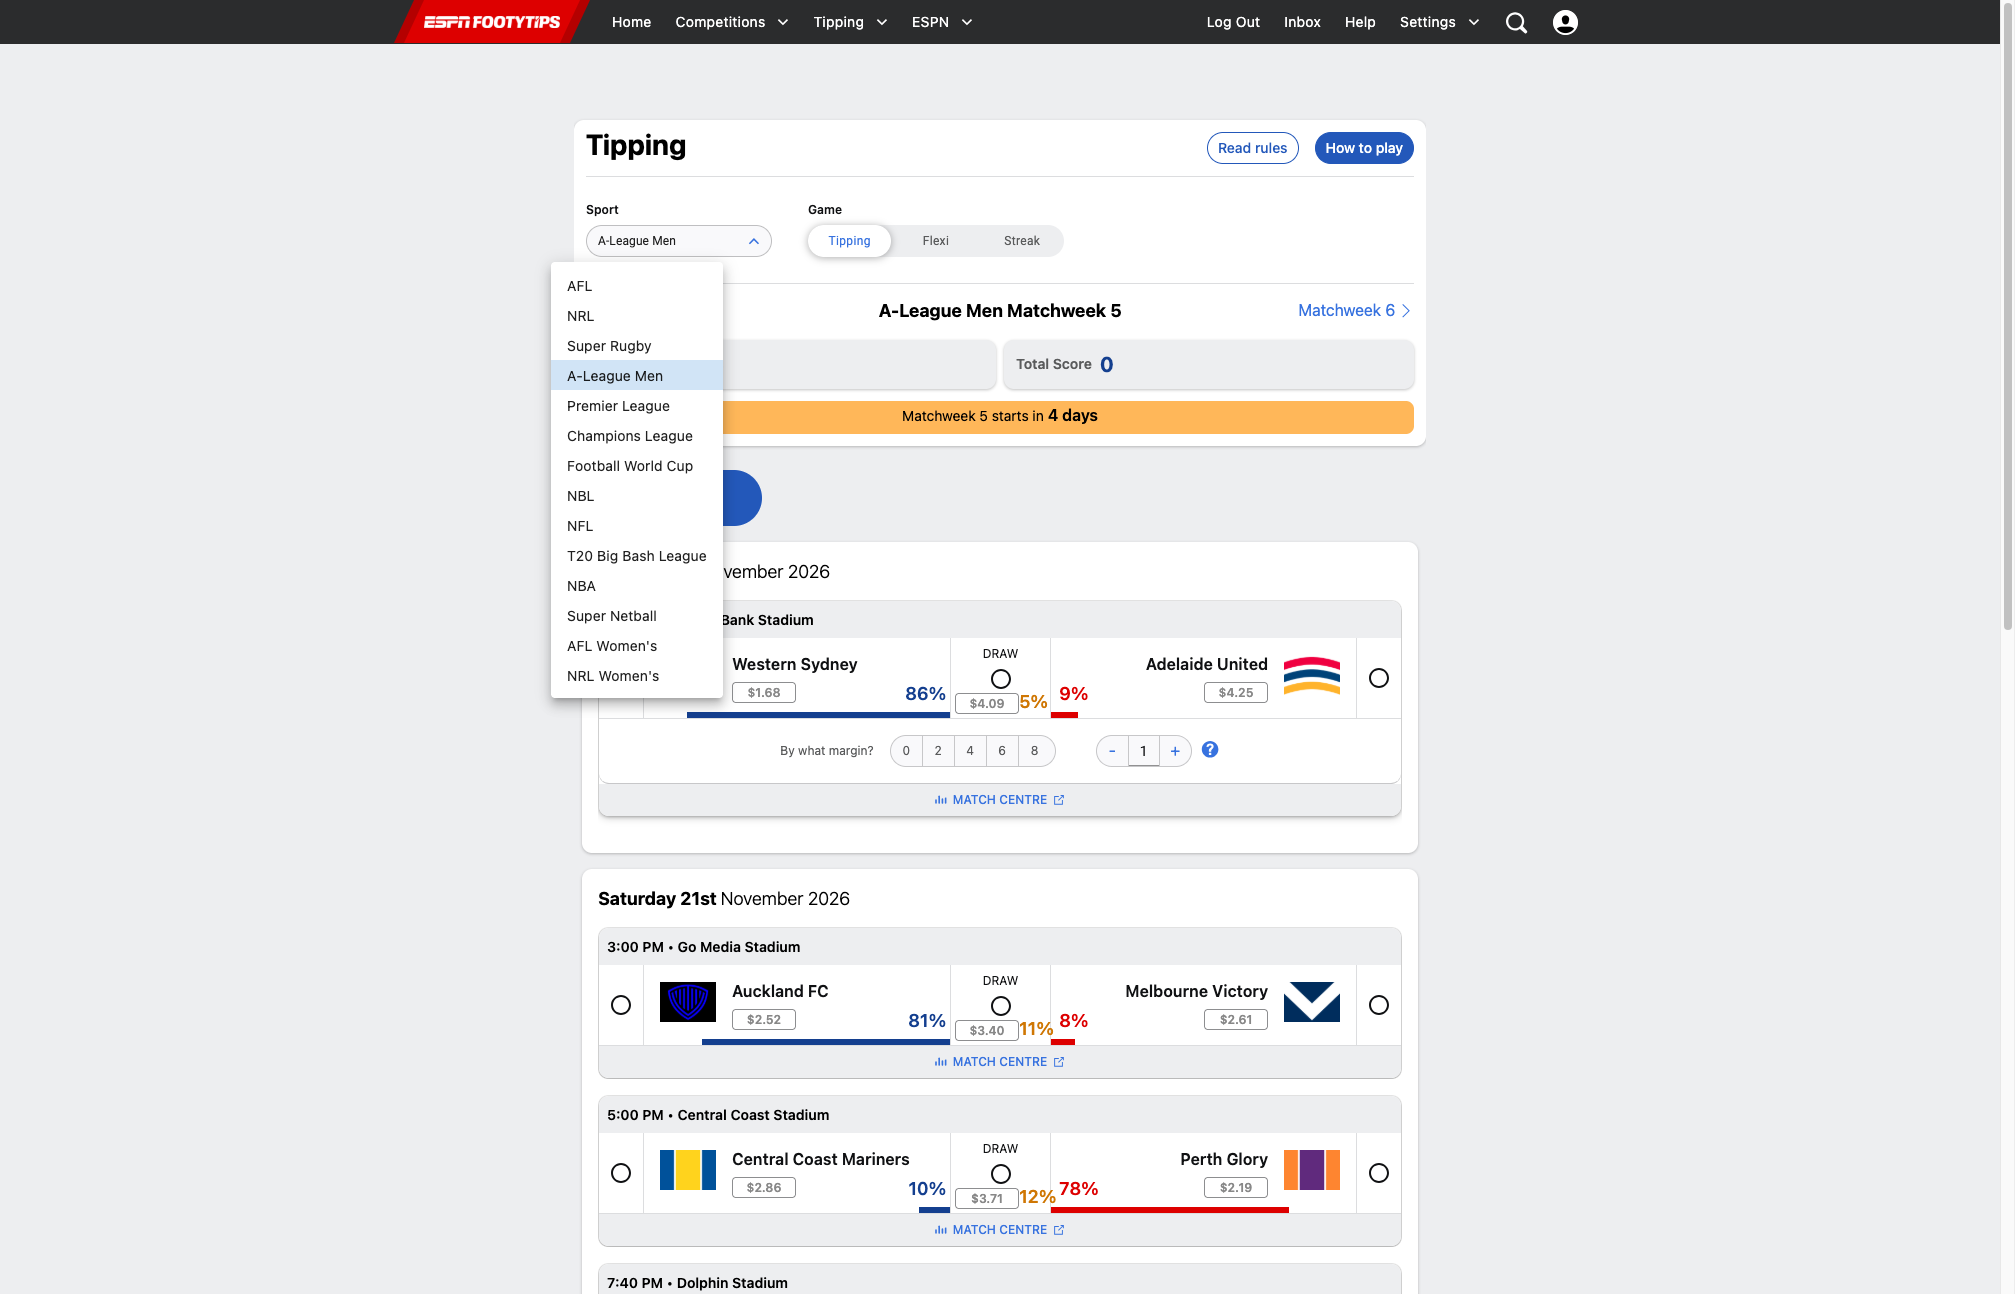 ESPN FOOTYTIPS
Home
Competitions
Tipping
ESPN
Log Out
Inbox
Help
Settings
Tipping
Read rules
How to play
Sport
Game
A-League Men
Tipping
Flexi
Streak
AFL
NRL
Super Rugby
A-League Men
Premier League
Champions League
Football World Cup
NBL
NFL
T20 Big Bash League
NBA
Super Netball
AFL Women's
NRL Women's
A-League Men Matchweek 5
Matchweek 6
Total Score 0
Matchweek 5 starts in 4 days
vember 2026
Bank Stadium
Western Sydney
$1.68
86%
DRAW
$4.09
5%
Adelaide United
9%
$4.25
By what margin?
0 2 4 6 8
- 1 +
?
MATCH CENTRE
Saturday 21st November 2026
3:00 PM • Go Media Stadium
Auckland FC
$2.52
81%
DRAW
$3.40
11%
Melbourne Victory
8%
$2.61
MATCH CENTRE
5:00 PM • Central Coast Stadium
Central Coast Mariners
$2.86
10%
DRAW
$3.71
12%
Perth Glory
78%
$2.19
MATCH CENTRE
7:40 PM • Dolphin Stadium